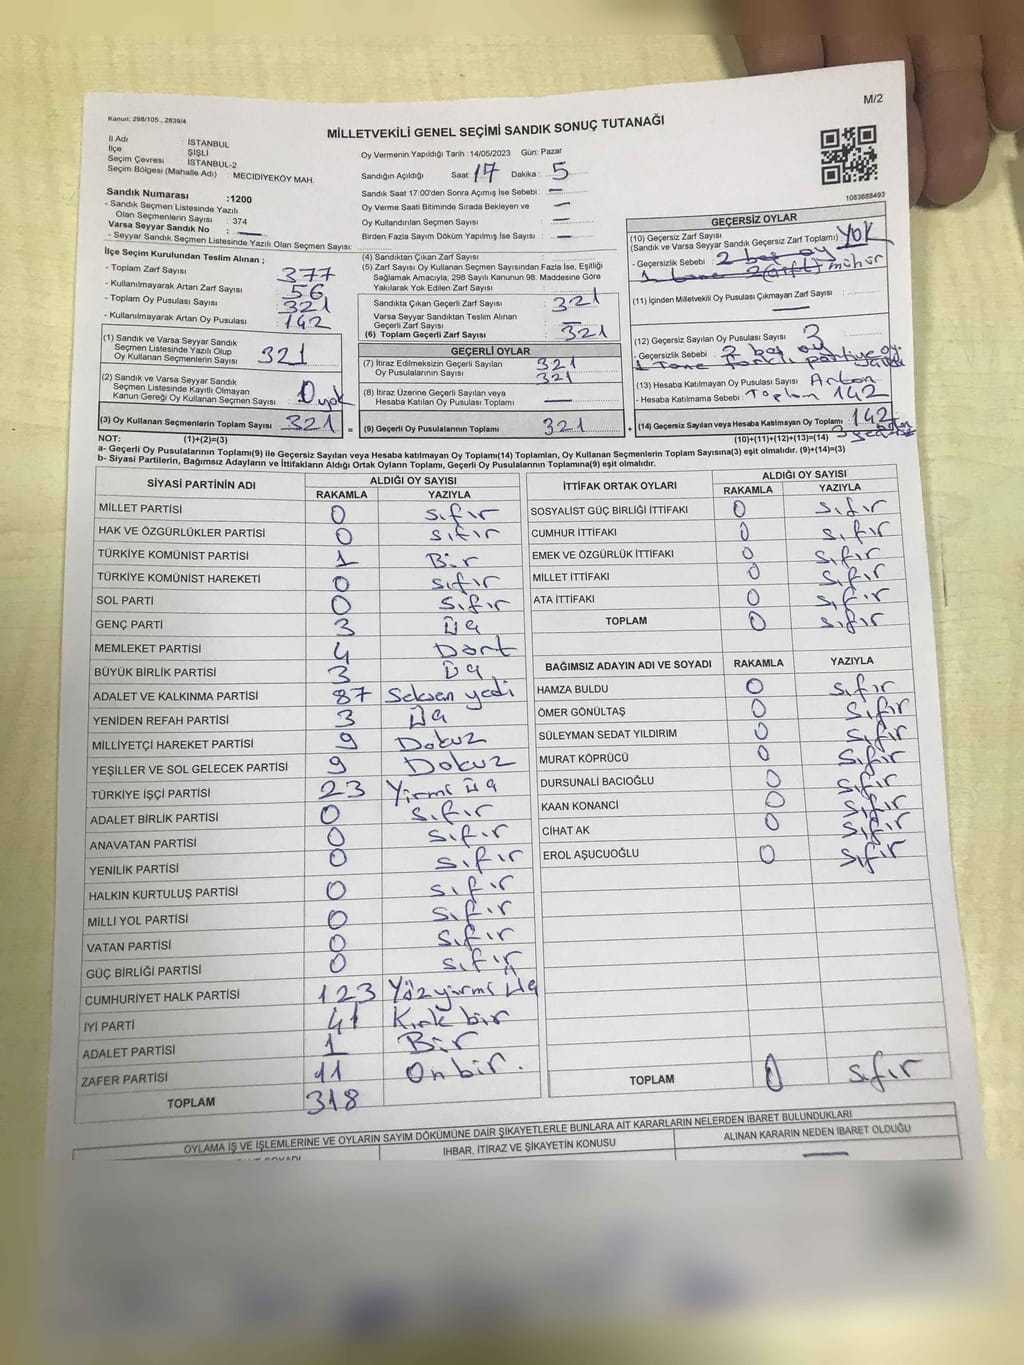 M/2
Kanun: 298/105., 2839/4
MİLLETVEKİLİ GENEL SEÇİMİ SANDIK SONUÇ TUTANAĞI
İl Adı : İSTANBUL
İlçe : ŞİŞLİ
Seçim Çevresi : İSTANBUL-2
Seçim Bölgesi (Mahalle Adı) : MECİDİYEKÖY MAH.
Oy Vermenin Yapıldığı Tarih :14/05/2023 Gün: Pazar
Sandığın Açıldığı Saat: 17 Dakika: 5
Sandık Saat 17:00'den Sonra Açımış İse Sebebi: —
Oy Verme Saati Bitiminde Sırada Bekleyen ve —
Oy Kullandırılan Seçmen Sayısı : —
Birden Fazla Sayım Döküm Yapılmış İse Sayısı : —
1083668493
Sandık Numarası :1200
- Sandık Seçmen Listesinde Yazılı
Olan Seçmenlerin Sayısı : 374
Varsa Seyyar Sandık No : —
- Seyyar Sandık Seçmen Listesinde Yazılı Olan Seçmen Sayısı:
İlçe Seçim Kurulundan Teslim Alınan ;
- Toplam Zarf Sayısı : 377
- Kullanılmayarak Artan Zarf Sayısı : 56
- Toplam Oy Pusulası Sayısı : 321
- Kullanılmayarak Artan Oy Pusulası : 142
(1) Sandık ve Varsa Seyyar Sandık
Seçmen Listesinde Yazılı Olup
Oy Kullanan Seçmenlerin Sayısı : 321
(2) Sandık ve Varsa Seyyar Sandık
Seçmen Listesinde Kayıtlı Olmayan
Kanun Gereği Oy Kullanan Seçmen Sayısı : 0 yok
(3) Oy Kullanan Seçmenlerin Toplam Sayısı : 321
(4) Sandıktan Çıkan Zarf Sayısı :
(5) Zarf Sayısı Oy Kullanan Seçmen Sayısından Fazla İse, Eşitliği
Sağlamak Amacıyla, 298 Sayılı Kanunun 98. Maddesine Göre
Yakılarak Yok Edilen Zarf Sayısı :
Sandıkta Çıkan Geçerli Zarf Sayısı : 321
Varsa Seyyar Sandıktan Teslim Alınan
Geçerli Zarf Sayısı : —
(6) Toplam Geçerli Zarf Sayısı : 321
GEÇERLİ OYLAR
(7) İtiraz Edilmeksizin Geçerli Sayılan
Oy Pusulalarının Sayısı : 321
321
(8) İtiraz Üzerine Geçerli Sayılan veya
Hesaba Katılan Oy Pusulası Toplamı : —
= (9) Geçerli Oy Pusulalarının Toplamı 321
GEÇERSİZ OYLAR
(10) Geçersiz Zarf Sayısı
(Sandık ve Varsa Seyyar Sandık Geçersiz Zarf Toplamı) : YOK
- Geçersizlik Sebebi : 2 boş oy
1 tane 2 (çift) mühür
(11) İçinden Milletvekili Oy Pusulası Çıkmayan Zarf Sayısı :
—
(12) Geçersiz Sayılan Oy Pusulası Sayısı : 3
- Geçersizlik Sebebi : 2 boş oy
1 Tane
(13) Hesaba Katılmayan Oy Pusulası Sayısı : Artan
- Hesaba Katılmama Sebebi : Toplam 142
+ (14) Geçersiz Sayılan veya Hesaba Katılmayan Oy Toplamı : 142
NOT: (1)+(2)=(3) (10)+(11)+(12)+(13)=(14)
a- Geçerli Oy Pusulalarının Toplamı(9) ile Geçersiz Sayılan veya Hesaba katılmayan Oy Toplamı(14) Toplamları, Oy Kullanan Seçmenlerin Toplam Sayısına(3) eşit olmalıdır. (9)+(14)=(3)
b- Siyasi Partilerin, Bağımsız Adayların ve İttifakların Aldığı Ortak Oyların Toplamı, Geçerli Oy Pusulalarının Toplamına(9) eşit olmalıdır.
SİYASİ PARTİNİN ADI ALDIĞI OY SAYISI
RAKAMLA YAZIYLA
MİLLET PARTİSİ 0 sıfır
HAK VE ÖZGÜRLÜKLER PARTİSİ 0 sıfır
TÜRKİYE KOMÜNİST PARTİSİ 1 Bir
TÜRKİYE KOMÜNİST HAREKETİ 0 sıfır
SOL PARTİ 0 sıfır
GENÇ PARTİ 3 üç
MEMLEKET PARTİSİ 4 Dört
BÜYÜK BİRLİK PARTİSİ 3 üç
ADALET VE KALKINMA PARTİSİ 87 Seksen yedi
YENİDEN REFAH PARTİSİ 3 üç
MİLLİYETÇİ HAREKET PARTİSİ 9 Dokuz
YEŞİLLER VE SOL GELECEK PARTİSİ 9 Dokuz
TÜRKİYE İŞÇİ PARTİSİ 23 Yirmi üç
ADALET BİRLİK PARTİSİ 0 sıfır
ANAVATAN PARTİSİ 0 sıfır
YENİLİK PARTİSİ 0 sıfır
HALKIN KURTULUŞ PARTİSİ 0 sıfır
MİLLİ YOL PARTİSİ 0 sıfır
VATAN PARTİSİ 0 sıfır
GÜÇ BİRLİĞİ PARTİSİ 0 sıfır
CUMHURİYET HALK PARTİSİ 123 Yözyirmi üç
İYİ PARTİ 41 Kırk bir
ADALET PARTİSİ 1 Bir
ZAFER PARTİSİ 11 On bir.
TOPLAM 318
İTTİFAK ORTAK OYLARI ALDIĞI OY SAYISI
RAKAMLA YAZIYLA
SOSYALİST GÜÇ BİRLİĞİ İTTİFAKI 0 sıfır
CUMHUR İTTİFAKI 0 sıfır
EMEK VE ÖZGÜRLÜK İTTİFAKI 0 sıfır
MİLLET İTTİFAKI 0 sıfır
ATA İTTİFAKI 0 sıfır
TOPLAM 0 sıfır
BAĞIMSIZ ADAYIN ADI VE SOYADI RAKAMLA YAZIYLA
HAMZA BULDU 0 sıfır
ÖMER GÖNÜLTAŞ 0 sıfır
SÜLEYMAN SEDAT YILDIRIM 0 sıfır
MURAT KÖPRÜCÜ 0 sıfır
DURSUNALİ BACIOĞLU 0 sıfır
KAAN KONANCİ 0 sıfır
CİHAT AK 0 sıfır
EROL AŞUCUOĞLU 0 sıfır
TOPLAM 0 sıfır
OYLAMA İŞ VE İŞLEMLERİNE VE OYLARIN SAYIM DÖKÜMÜNE DAİR ŞİKAYETLERLE BUNLARA AİT KARARLARIN NELERDEN İBARET BULUNDUKLARI
İHBAR, İTİRAZ VE ŞİKAYETİN KONUSU
ALINAN KARARIN NEDEN İBARET OLDUĞU
—